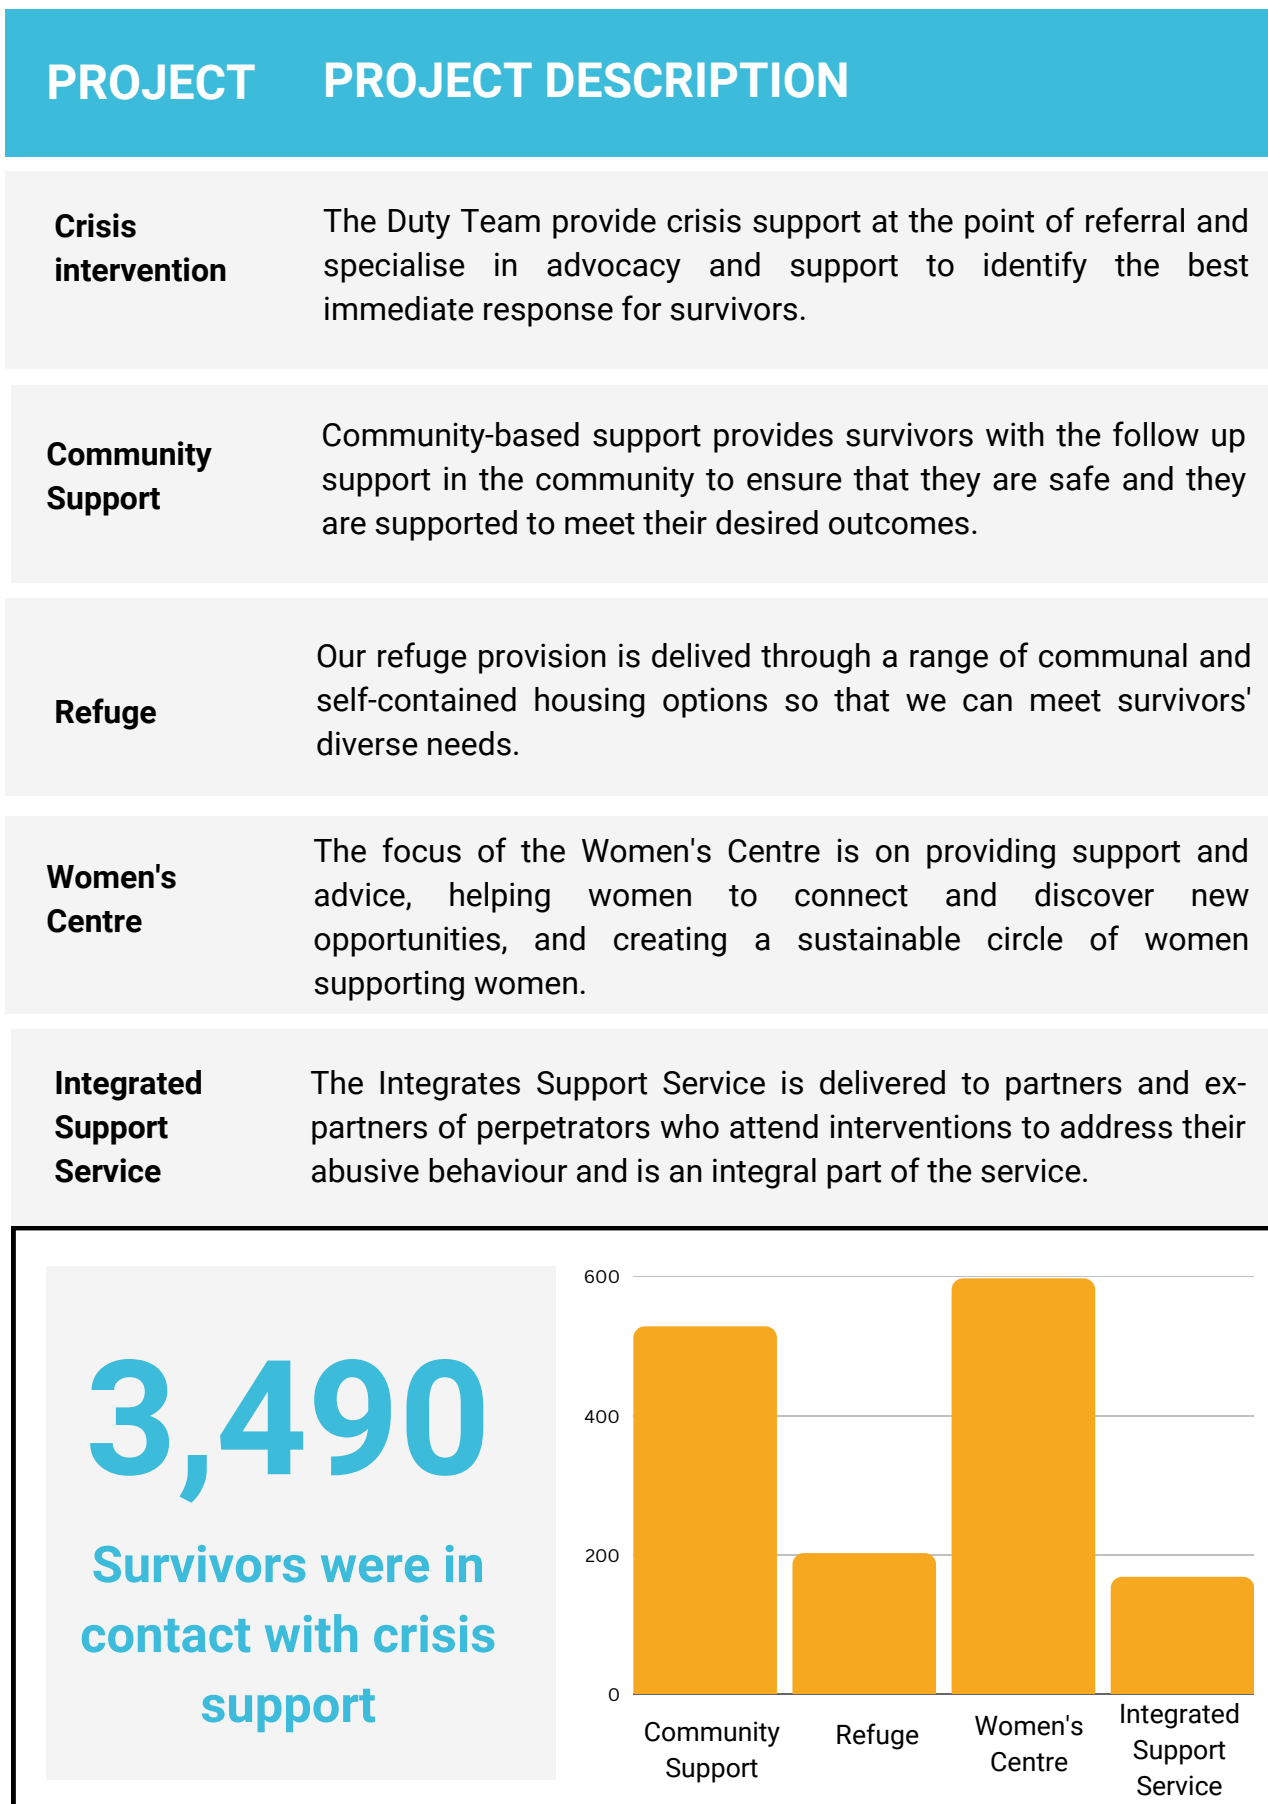 PROJECT PROJECT DESCRIPTION
Crisis
intervention
The Duty Team provide crisis support at the point of referral and
specialise in advocacy and support to identify the best
immediate response for survivors.
Community
Support
Community-based support provides survivors with the follow up
support in the community to ensure that they are safe and they
are supported to meet their desired outcomes.
Refuge
Our refuge provision is delived through a range of communal and
self-contained housing options so that we can meet survivors'
diverse needs.
Women's
Centre
The focus of the Women's Centre is on providing support and
advice, helping women to connect and discover new
opportunities, and creating a sustainable circle of women
supporting women.
Integrated
Support
Service
The Integrates Support Service is delivered to partners and ex-
partners of perpetrators who attend interventions to address their
abusive behaviour and is an integral part of the service.
3,490
Survivors were in
contact with crisis
support
600
400
200
0
Community
Support
Refuge
Women's
Centre
Integrated
Support
Service